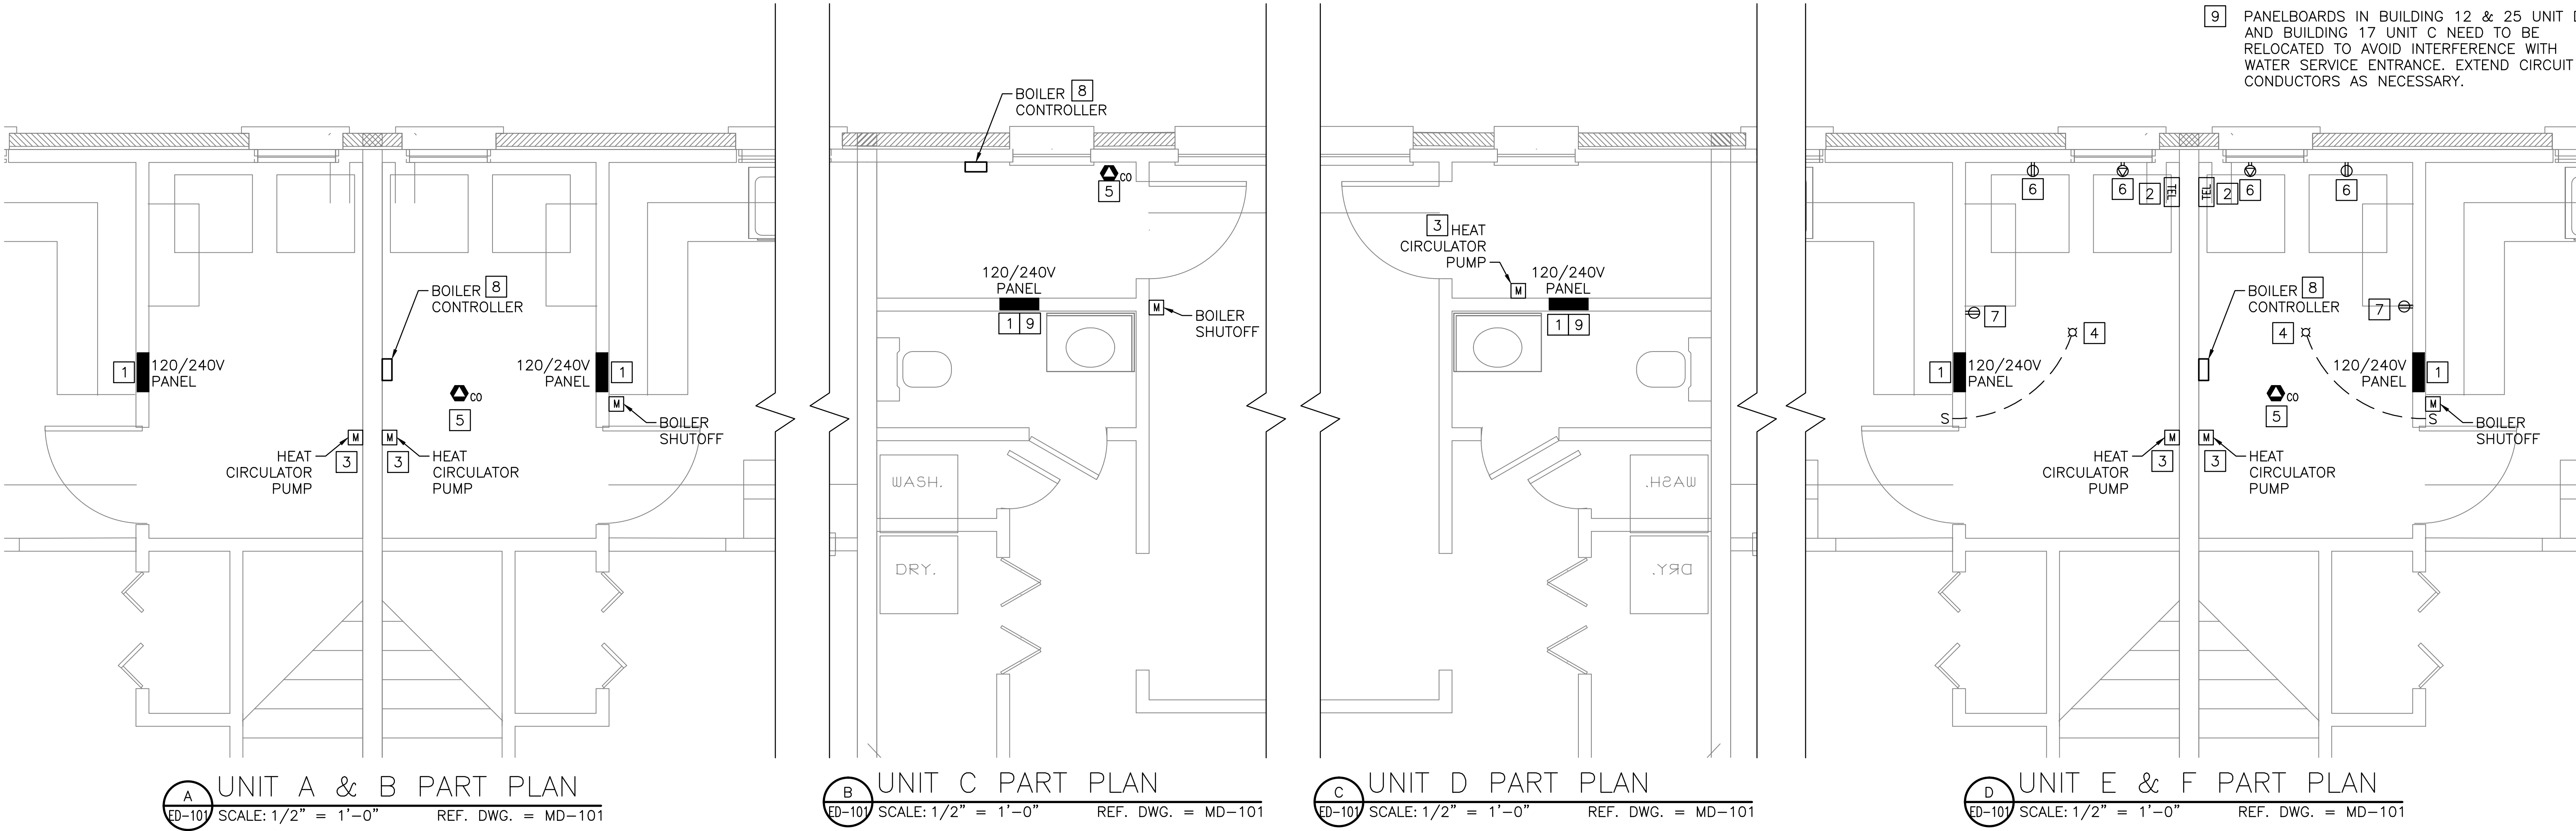 9 PANELBOARDS IN BUILDING 12 & 25 UNIT
AND BUILDING 17 UNIT C NEED TO BE
RELOCATED TO AVOID INTERFERENCE WITH
WATER SERVICE ENTRANCE. EXTEND CIRCUIT
CONDUCTORS AS NECESSARY.
BOILER 8
CONTROLLER
1
120/240V
PANEL
120/240V
PANEL
1
CO
5
M
BOILER
SHUTOFF
M
M
HEAT
CIRCULATOR
PUMP
3
3
HEAT
CIRCULATOR
PUMP
A
ED-101
UNIT A & B PART PLAN
SCALE: 1/2" = 1'-0" REF. DWG. = MD-101
BOILER 8
CONTROLLER
CO
5
120/240V
PANEL
1 9
M
BOILER
SHUTOFF
WASH.
DRY.
B
ED-101
UNIT C PART PLAN
SCALE: 1/2" = 1'-0" REF. DWG. = MD-101
3 HEAT
CIRCULATOR
PUMP
M
120/240V
PANEL
1 9
WASH.
DRY.
C
ED-101
UNIT D PART PLAN
SCALE: 1/2" = 1'-0" REF. DWG. = MD-101
6
6
2
TEL
TEL
2
6
6
BOILER 8
CONTROLLER
7
7
4
4
1
120/240V
PANEL
120/240V
PANEL
1
CO
5
S
S
M
BOILER
SHUTOFF
M
M
HEAT
CIRCULATOR
PUMP
3
3
HEAT
CIRCULATOR
PUMP
D
ED-101
UNIT E & F PART PLAN
SCALE: 1/2" = 1'-0" REF. DWG. = MD-101